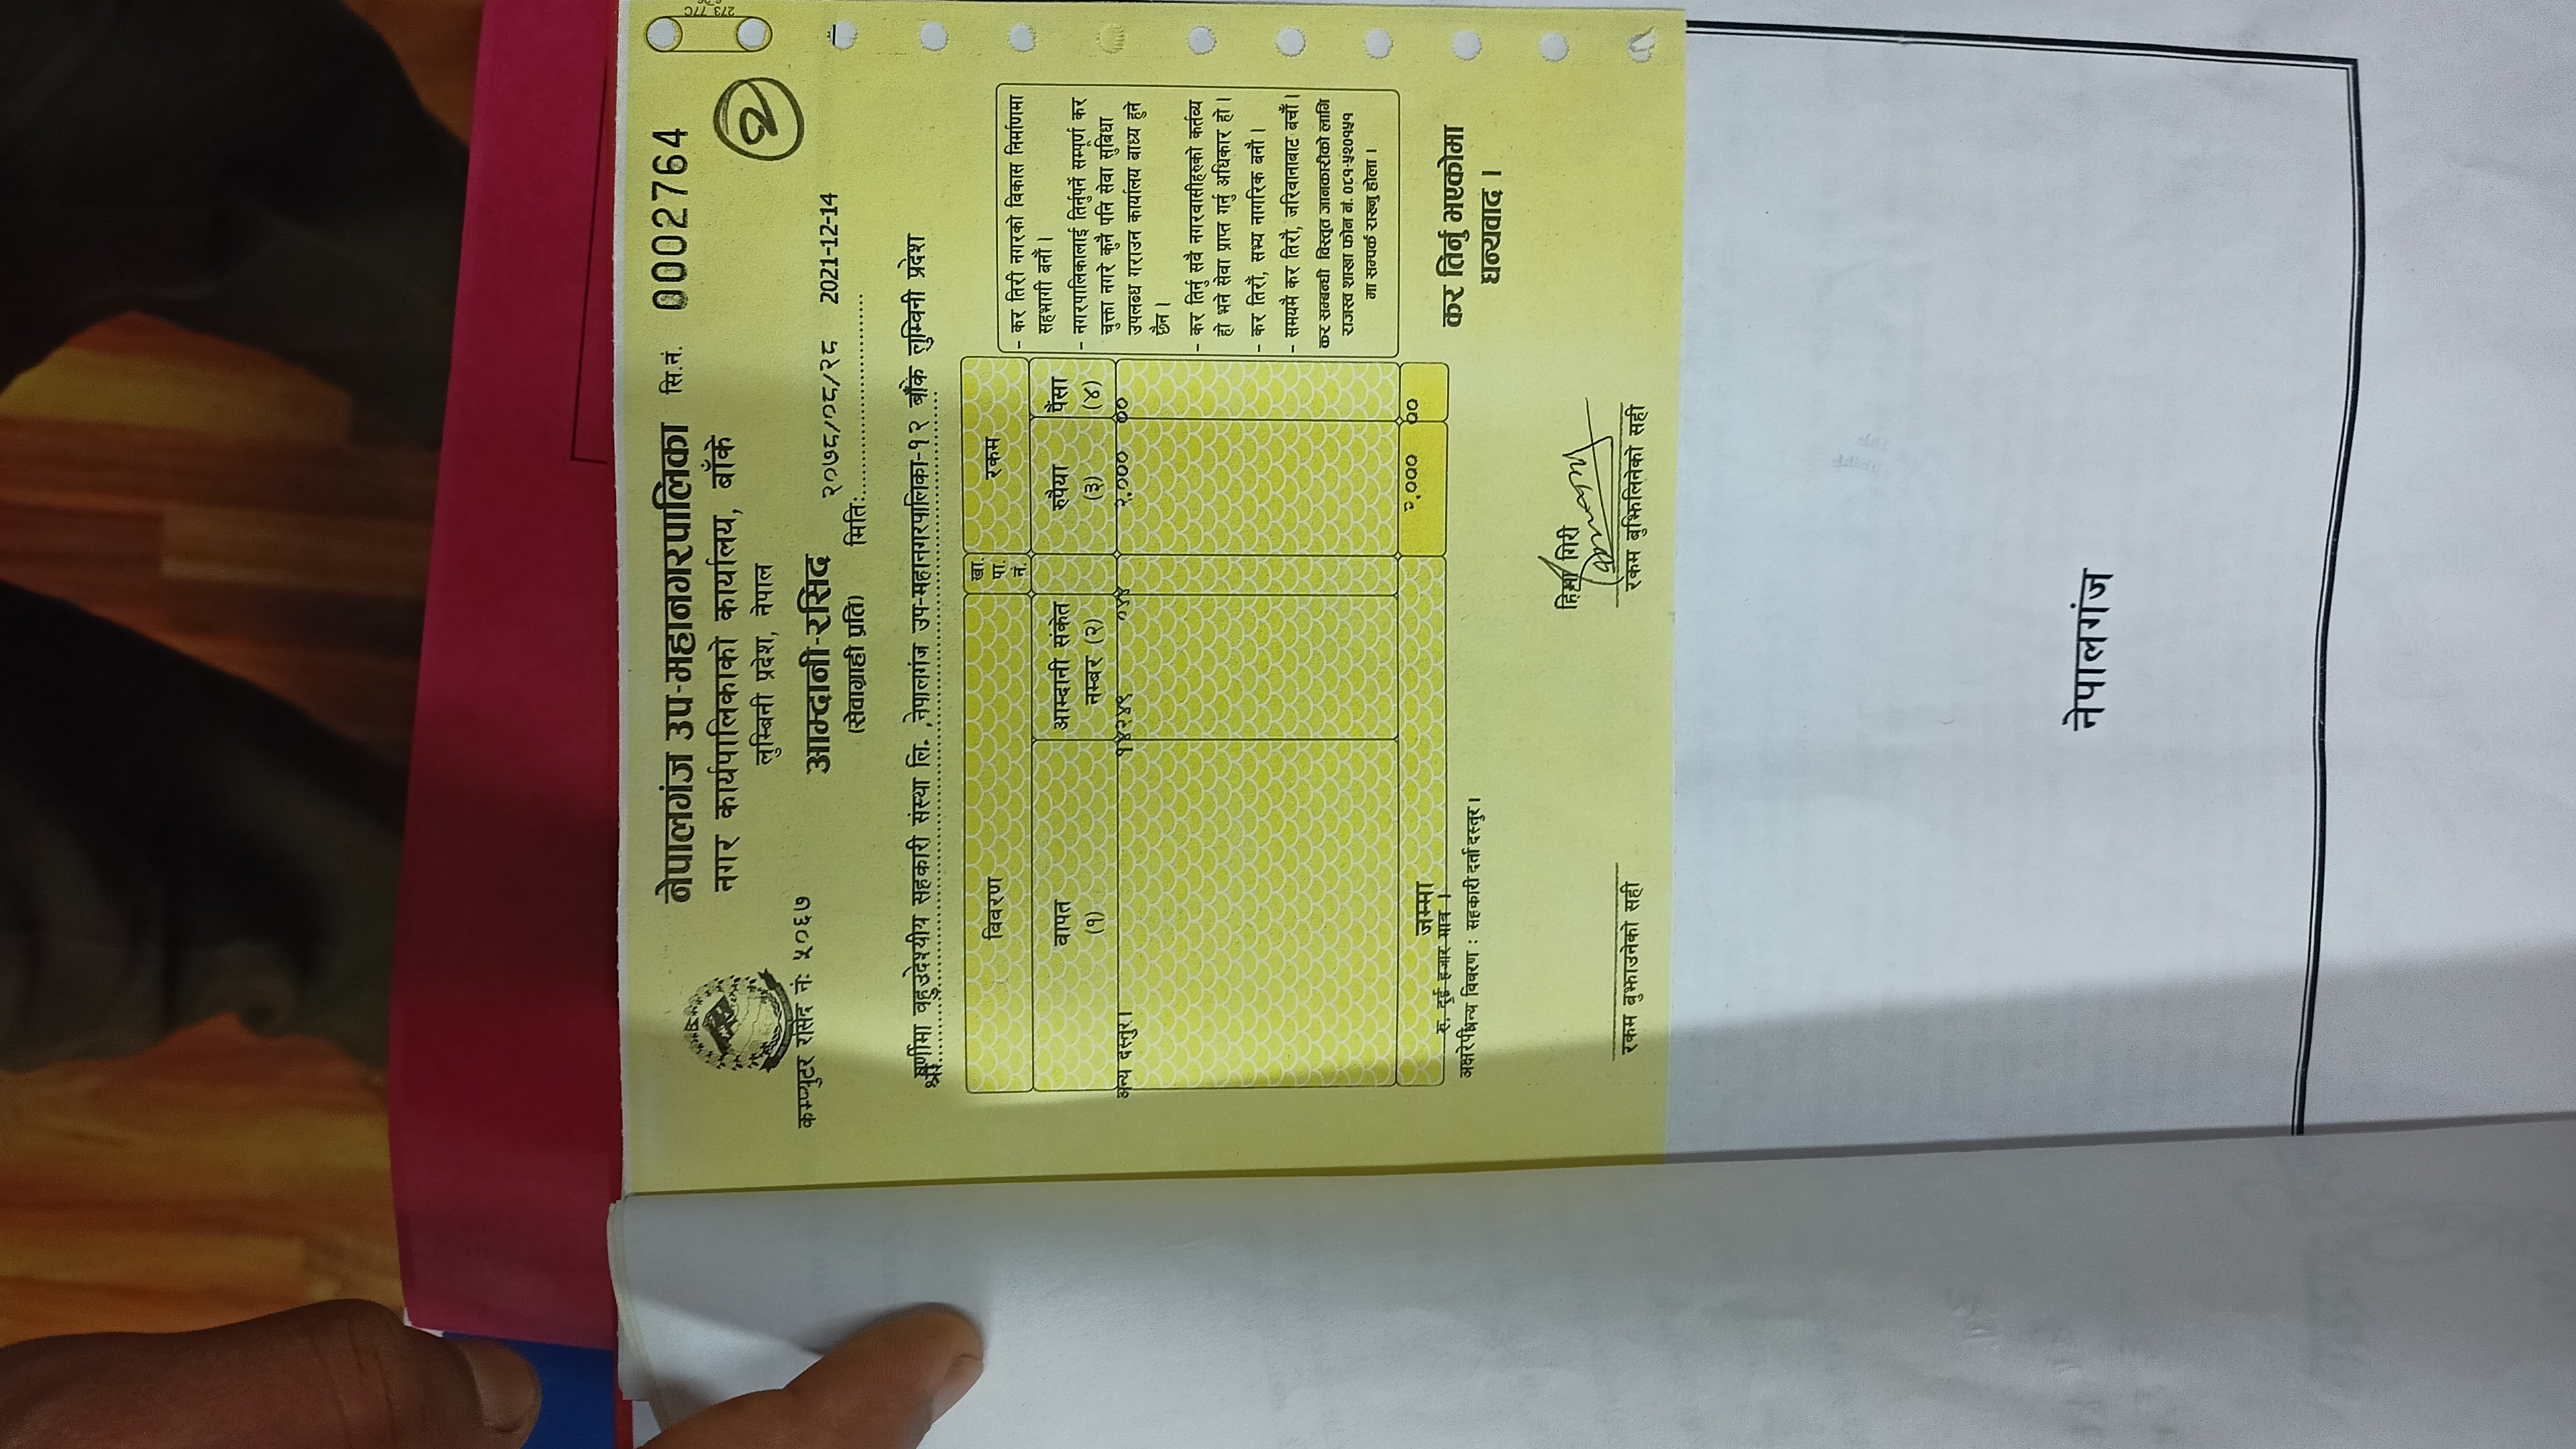 नेपालगंज उप-महानगरपालिका सि.नं. 0002764
नगर कार्यपालिकाको कार्यालय, बाँके
लुम्बिनी प्रदेश, नेपाल
२
कम्प्युटर रसिद नंः ५०६७
आम्दानी-रसिद
२०७८/०८/२८ 2021-12-14
(सेवाग्राही प्रति) मितिः
श्री पूर्णीमा वहुउदेश्यीय सहकारी संस्था लि. ,नेपालगंज उप-महानगरपालिका-१२ बाँके लुम्विनी प्रदेश
विवरण खा. पा. नं. रकम
वापत (१) आम्दानी संकेत नम्बर (२) रुपैया (३) पैंसा (४)
अन्य दस्तुर। १४२४९ ०४४ २,००० ००
जम्मा २,००० ००
रु. दुई हजार मात्र ।
अक्षरेपी अन्य विवरण : सहकारी दर्ता दस्तुर।
- कर तिरी नगरको विकास निर्माणमा
सहभागी बनौं ।
- नगरपालिकालाई तिर्नुपर्ने सम्पूर्ण कर
चुक्ता नगरे कुनै पनि सेवा सुबिधा
उपलब्ध गराउन कार्यालय बाध्य हुने
छैन ।
- कर तिर्नु सवै नगरवासीहरुको कर्तव्य
हो भने सेवा प्राप्त गर्नु अधिकार हो ।
- कर तिरौं, सभ्य नागरिक बनौ ।
- समयमै कर तिरौ, जरिवानाबाट बचौं ।
कर सम्बन्धी विस्तृत जानकारीको लागि
राजस्व शाखा फोन नं. ०८१-५२०१५१
मा सम्पर्क राख्नु होला ।
कर तिर्नु भएकोमा
धन्यवाद ।
हिमा गिरी
रकम बुझाउनेको सही रकम बुझिलिनेको सही
नेपालगंज